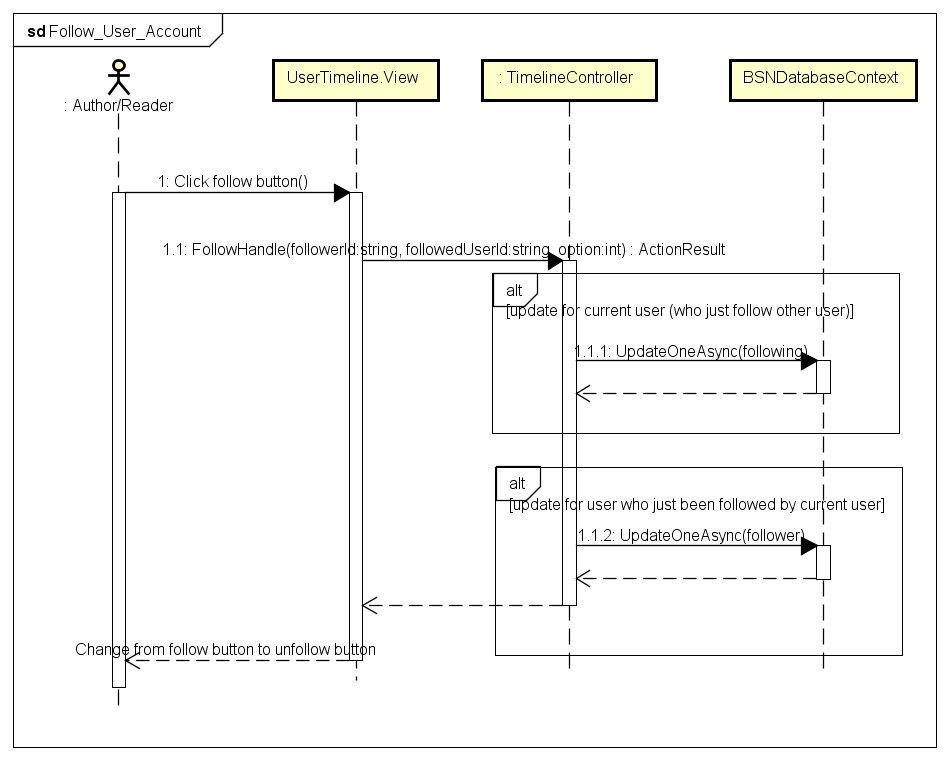 sd Follow_User_Account
: Author/Reader
UserTimeline.View
: TimelineController
BSNDatabaseContext
1: Click follow button()
1.1: FollowHandle(followerId:string, followedUserId:string, option:int) : ActionResult
alt
[update for current user (who just follow other user)]
1.1.1: UpdateOneAsync(following)
alt
[update for user who just been followed by current user]
1.1.2: UpdateOneAsync(follower)
Change from follow button to unfollow button